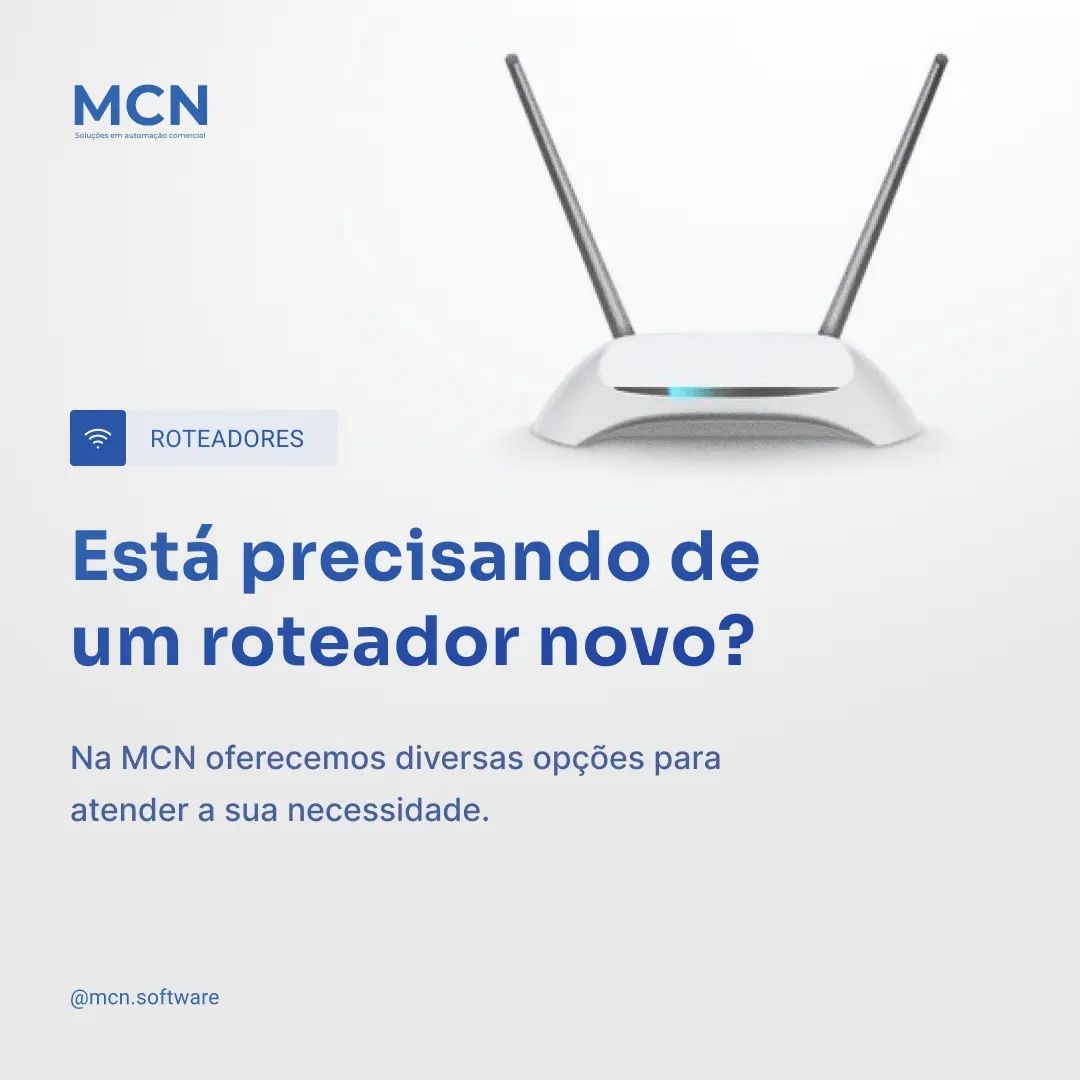 MCN
Soluções em automação comercial
ROTEADORES
Está precisando de
um roteador novo?
Na MCN oferecemos diversas opções para
atender a sua necessidade.
@mcn.software